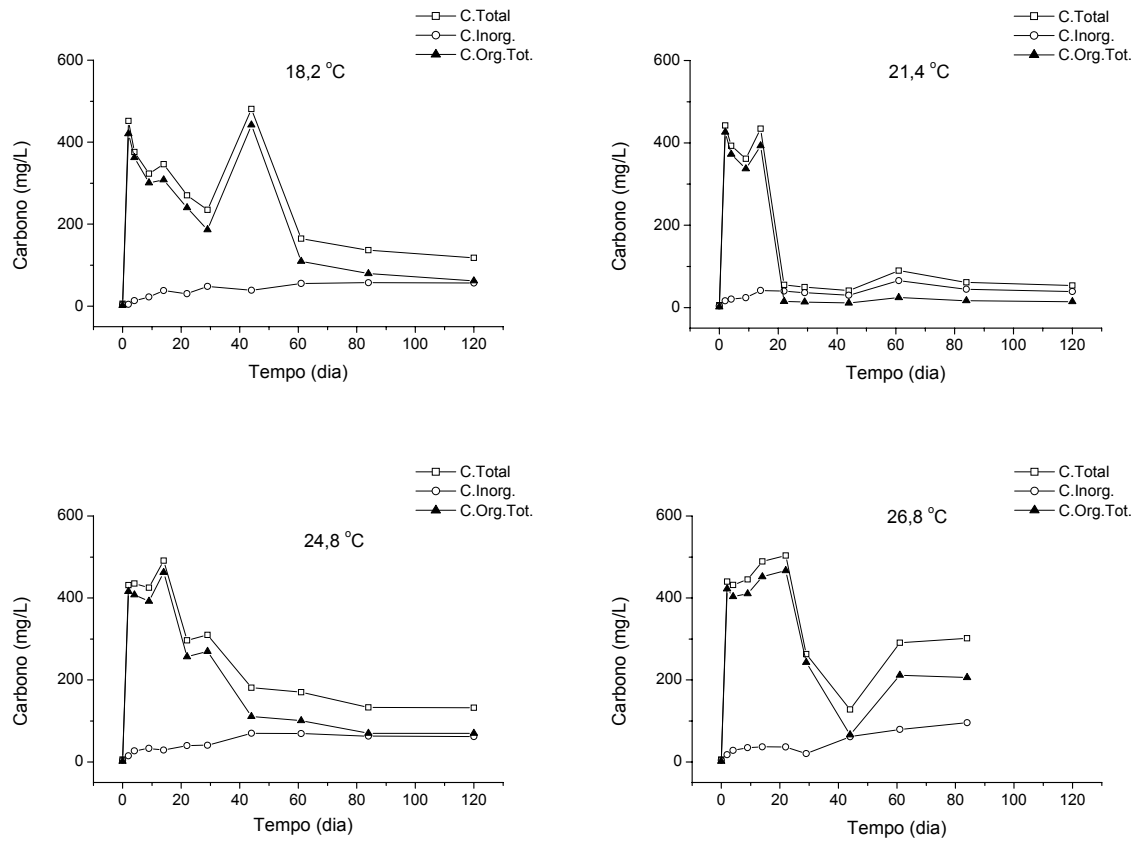 C.Total
C.Inorg.
C.Org.Tot.
18,2 °C
600
400
200
0
Carbono (mg/L)
0 20 40 60 80 100 120
Tempo (dia)
C.Total
C.Inorg.
C.Org.Tot.
21,4 °C
600
400
200
0
Carbono (mg/L)
0 20 40 60 80 100 120
Tempo (dia)
C.Total
C.Inorg.
C.Org.Tot.
24,8 °C
600
400
200
0
Carbono (mg/L)
0 20 40 60 80 100 120
Tempo (dia)
C.Total
C.Inorg.
C.Org.Tot.
26,8 °C
600
400
200
0
Carbono (mg/L)
0 20 40 60 80 100 120
Tempo (dia)